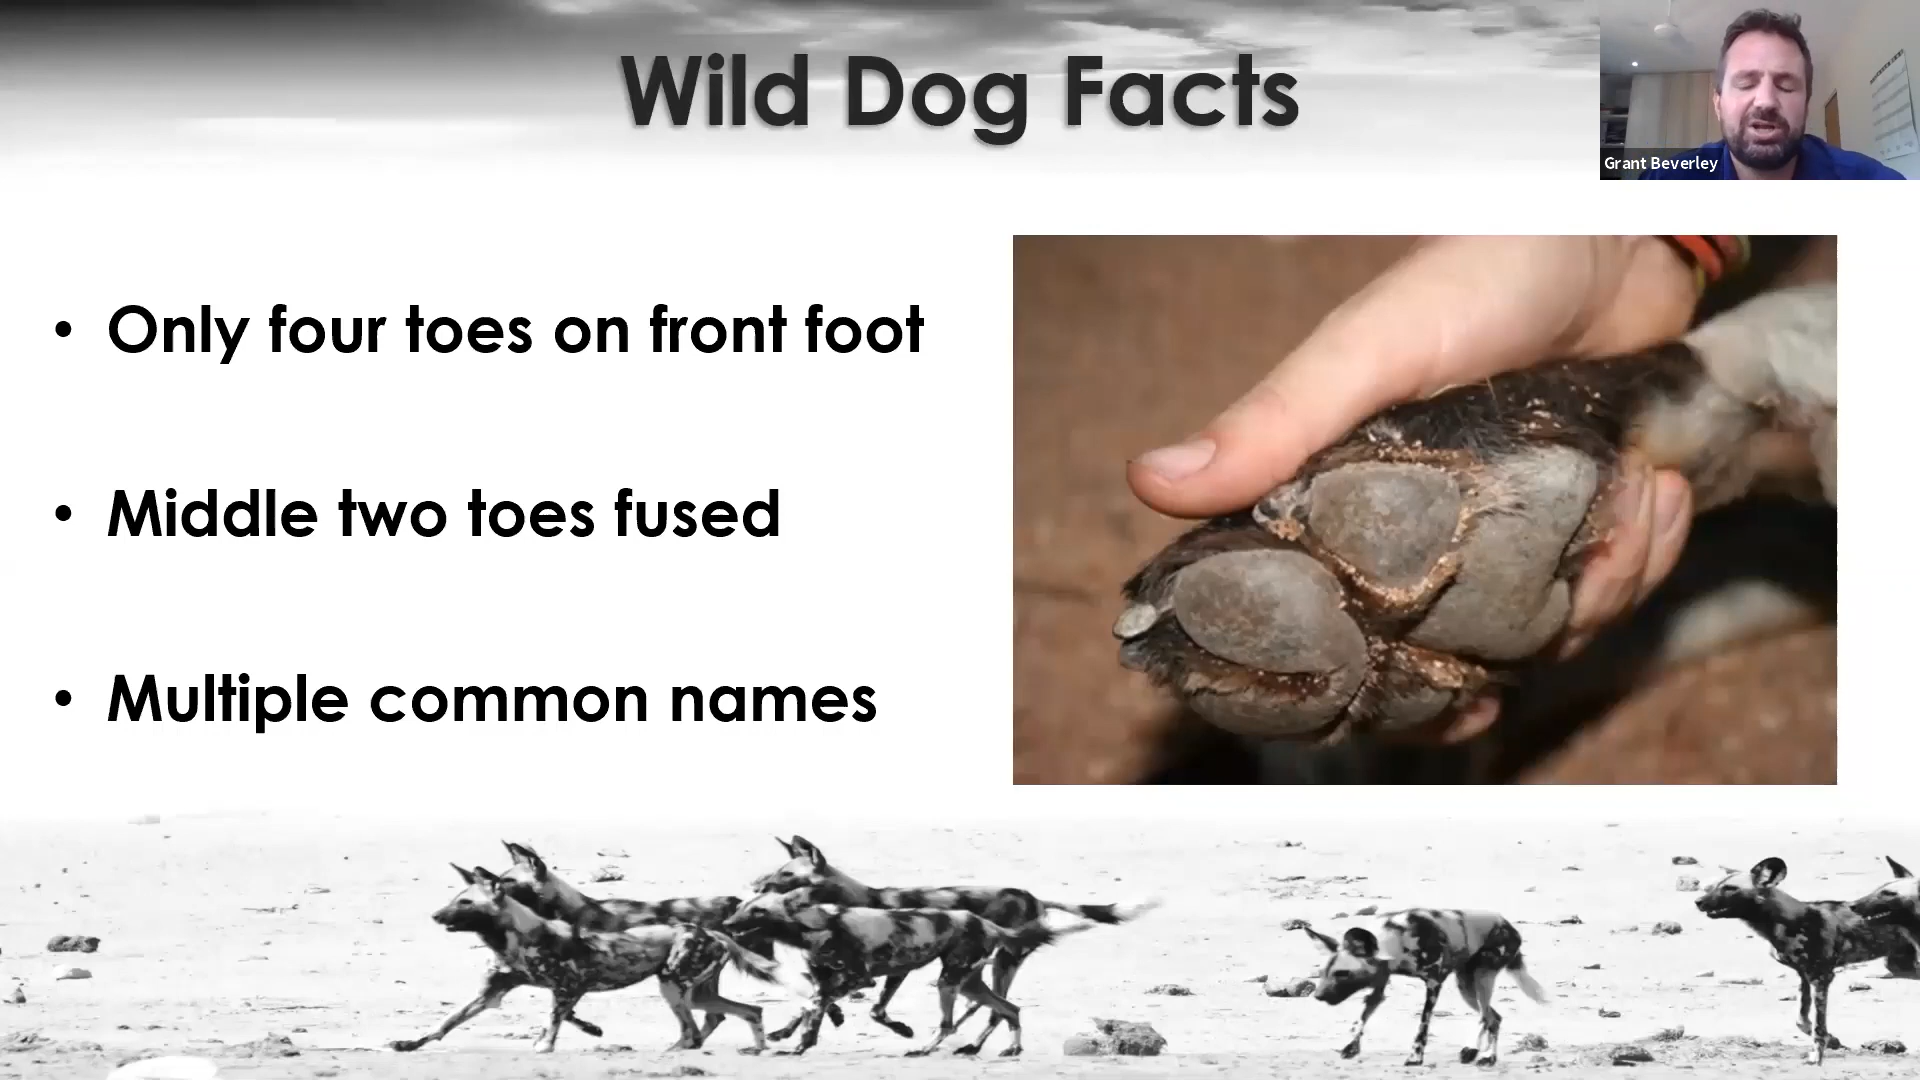 Wild Dog Facts
Grant Beverley
• Only four toes on front foot
• Middle two toes fused
• Multiple common names